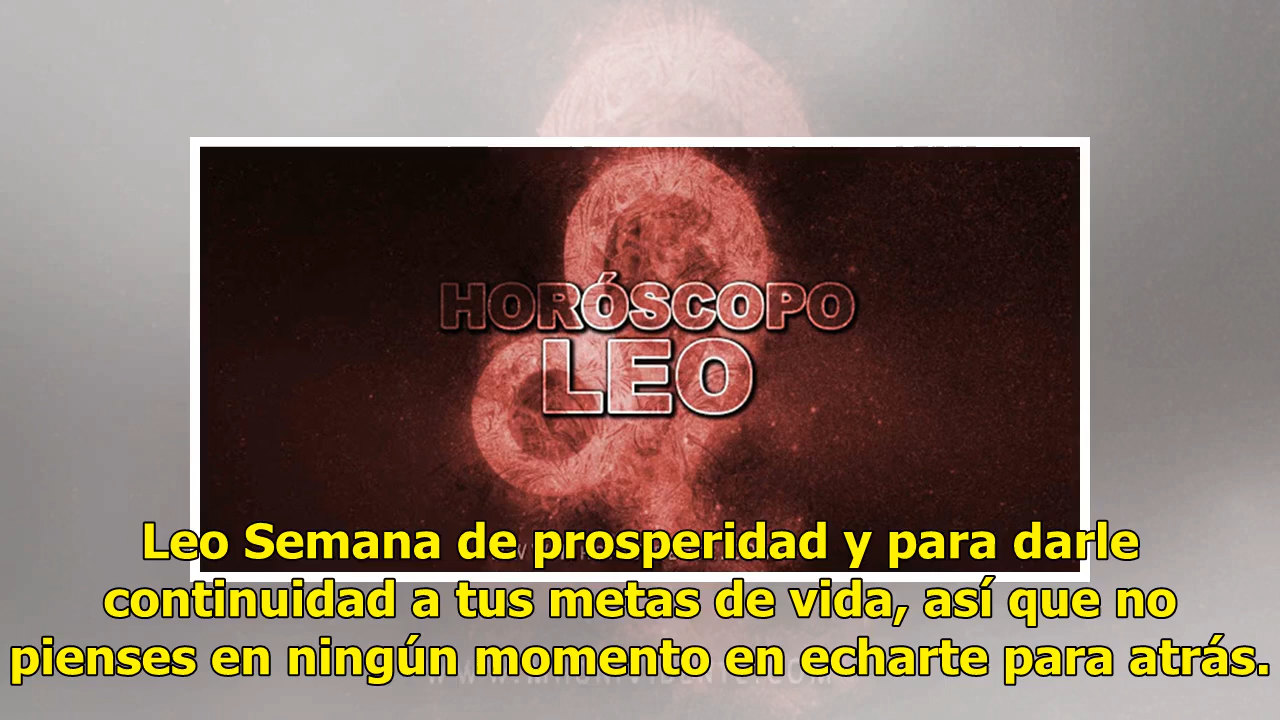 HORÓSCOPO
LEO
Leo Semana de prosperidad y para darle
continuidad a tus metas de vida, así que no
pienses en ningún momento en echarte para atrás.